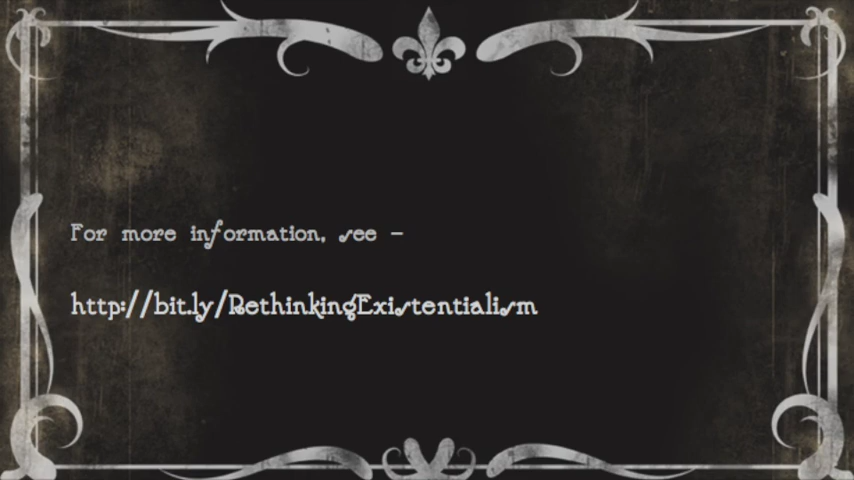 For more information, see –
http://bit.ly/RethinkingExistentialism